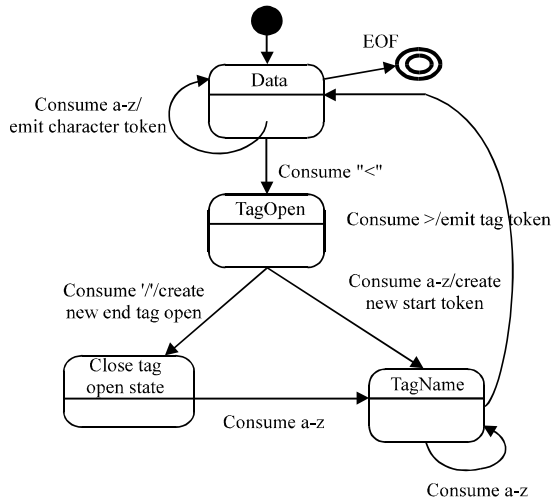 EOF
Data
Consume a-z/
emit character token
Consume "<"
TagOpen
Consume >/emit tag token
Consume '/'/create
new end tag open
Consume a-z/create
new start token
Close tag
open state
TagName
Consume a-z
Consume a-z